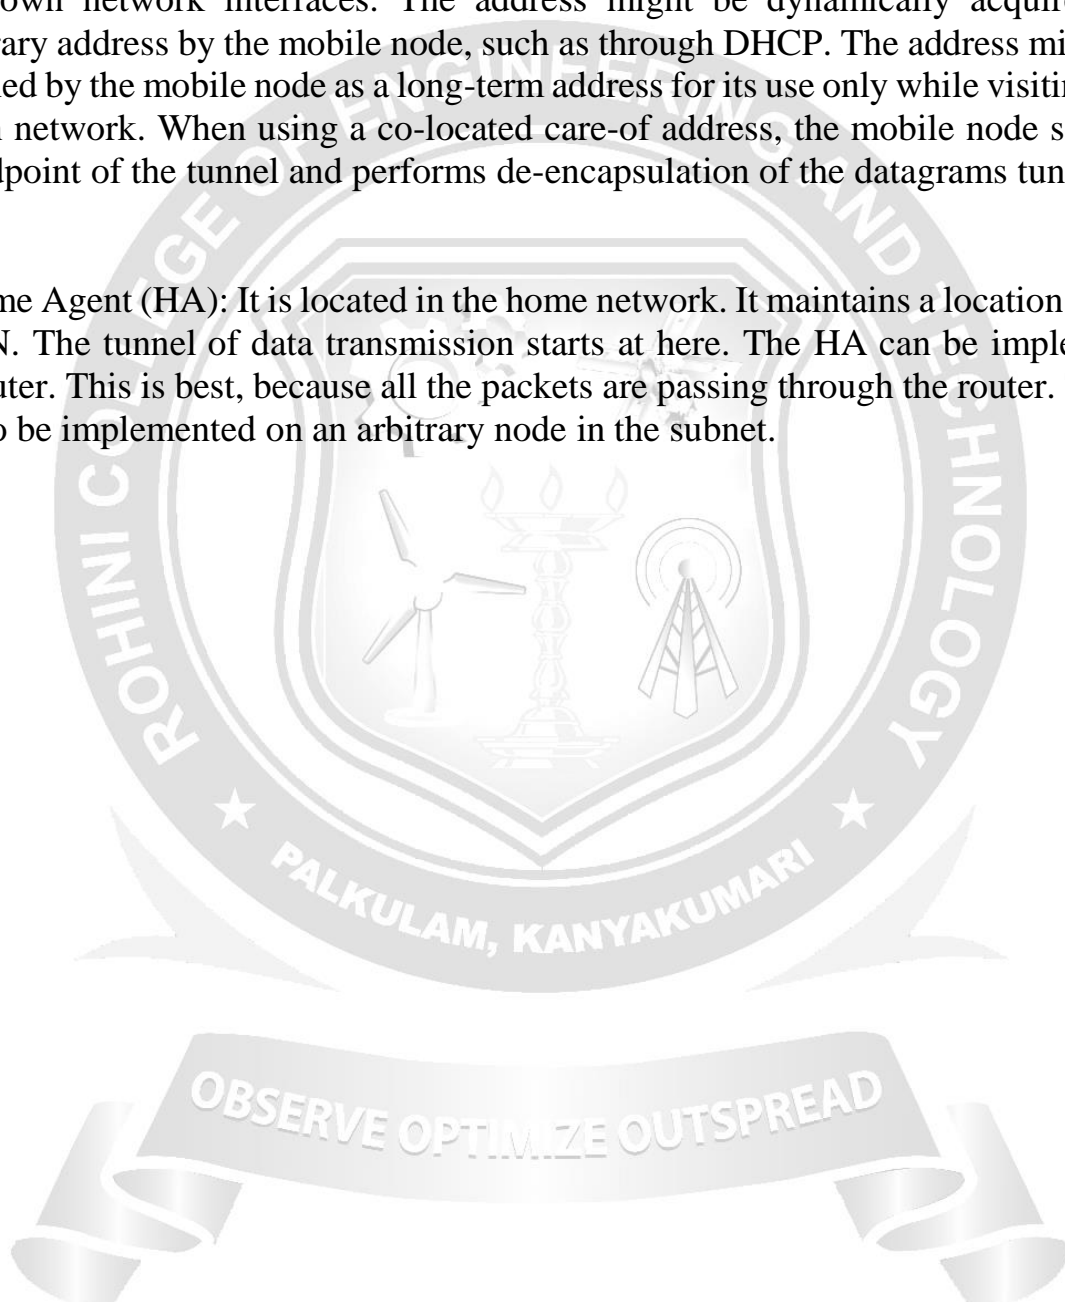 own network interfaces. The address might be dynamically acqui
rary address by the mobile node, such as through DHCP. The address mi
ed by the mobile node as a long-term address for its use only while visitin
n network. When using a co-located care-of address, the mobile node s
dpoint of the tunnel and performs de-encapsulation of the datagrams tun
me Agent (HA): It is located in the home network. It maintains a location
N. The tunnel of data transmission starts at here. The HA can be imple
uter. This is best, because all the packets are passing through the router.
o be implemented on an arbitrary node in the subnet.
ROHINI COLLEGE OF ENGINEERING AND TECHNOLOGY
PALKULAM, KANYAKUMARI
OBSERVE OPTIMIZE OUTSPREAD